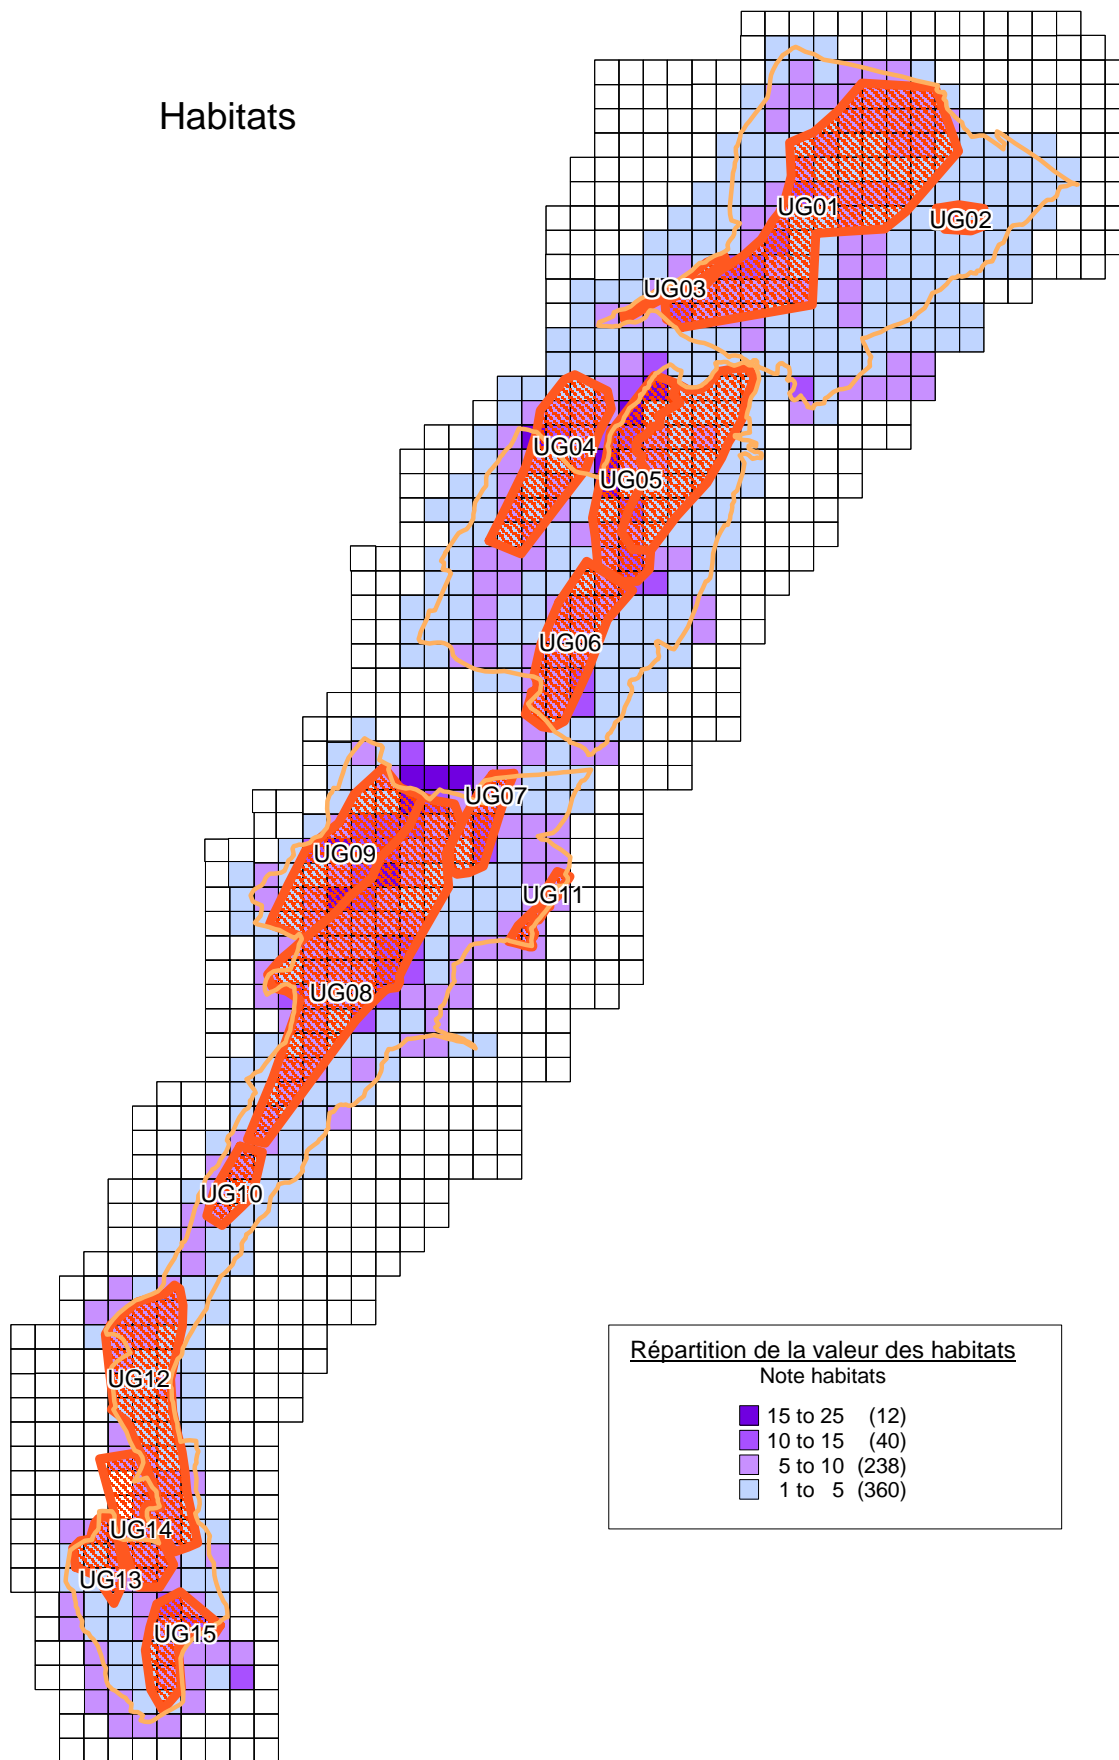 Habitats
UG01
UG02
UG03
UG04
UG05
UG06
UG07
UG09
UG11
UG08
UG10
UG12
UG14
UG13
UG15
Répartition de la valeur des habitats
Note habitats
15 to 25 (12)
10 to 15 (40)
5 to 10 (238)
1 to 5 (360)